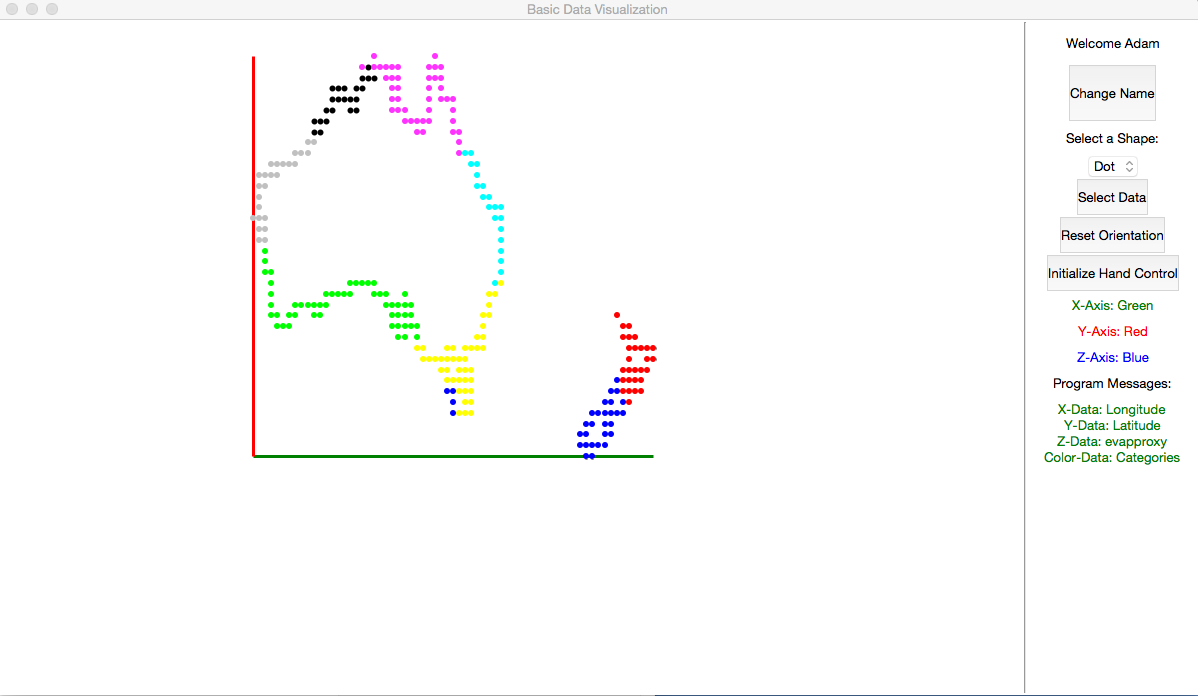 Basic Data Visualization
Welcome Adam
Change Name
Select a Shape:
Dot
Select Data
Reset Orientation
Initialize Hand Control
X-Axis: Green
Y-Axis: Red
Z-Axis: Blue
Program Messages:
X-Data: Longitude
Y-Data: Latitude
Z-Data: evapproxy
Color-Data: Categories